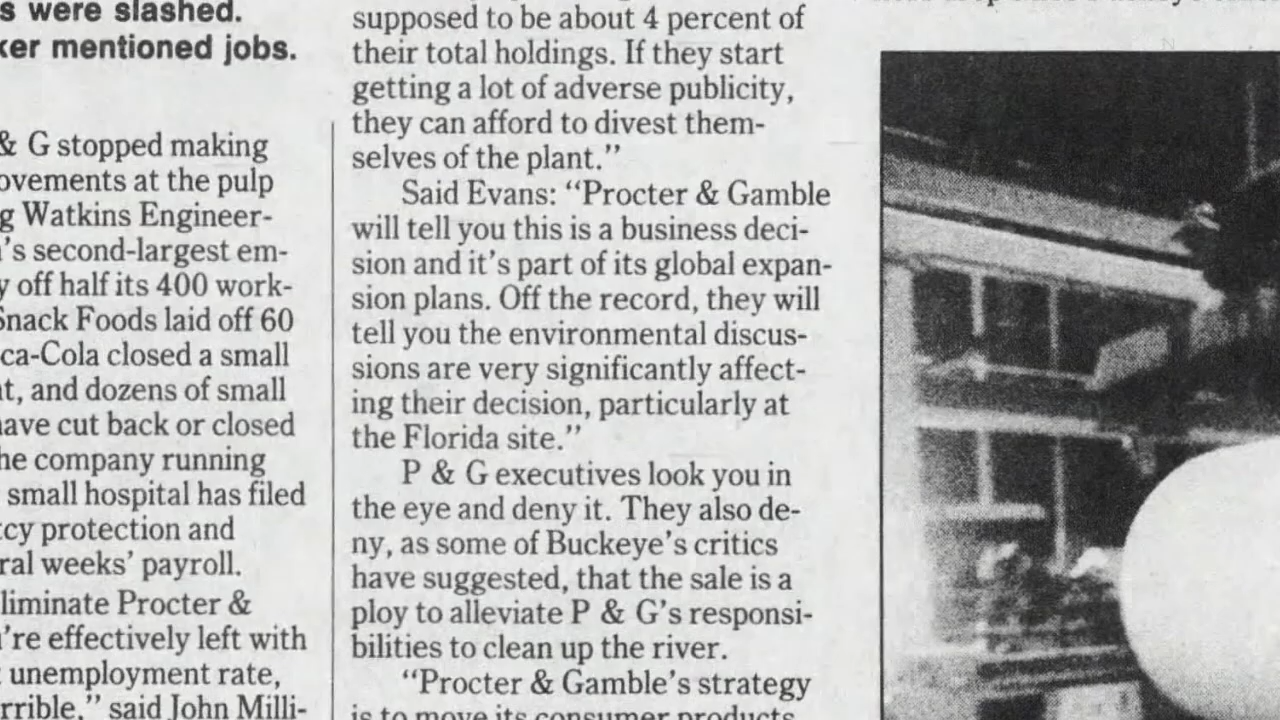 s were slashed.
ker mentioned jobs.
& G stopped making
ovements at the pulp
g Watkins Engineer-
's second-largest em-
y off half its 400 work-
Snack Foods laid off 60
ca-Cola closed a small
t, and dozens of small
have cut back or closed
he company running
small hospital has filed
cy protection and
ral weeks' payroll.
liminate Procter &
're effectively left with
unemployment rate,
rrible," said John Milli-
supposed to be about 4 percent of
their total holdings. If they start
getting a lot of adverse publicity,
they can afford to divest them-
selves of the plant."
Said Evans: "Procter & Gamble
will tell you this is a business deci-
sion and it's part of its global expan-
sion plans. Off the record, they will
tell you the environmental discus-
sions are very significantly affect-
ing their decision, particularly at
the Florida site."
P & G executives look you in
the eye and deny it. They also de-
ny, as some of Buckeye's critics
have suggested, that the sale is a
ploy to alleviate P & G's responsi-
bilities to clean up the river.
"Procter & Gamble's strategy
is to move its consumer products